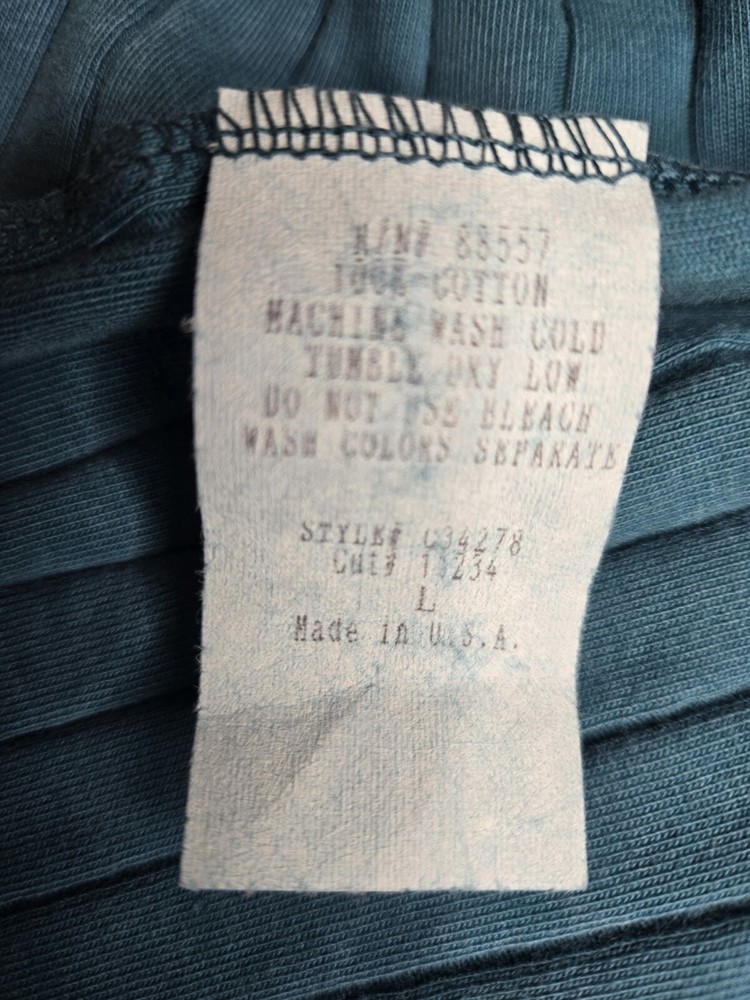 R/N# 88557
100% COTTON
MACHINE WASH COLD
TUMBLE DRY LOW
DO NOT USE BLEACH
WASH COLORS SEPARATE
STYLE# C34278
CUT# 11234
L
Made in U.S.A.